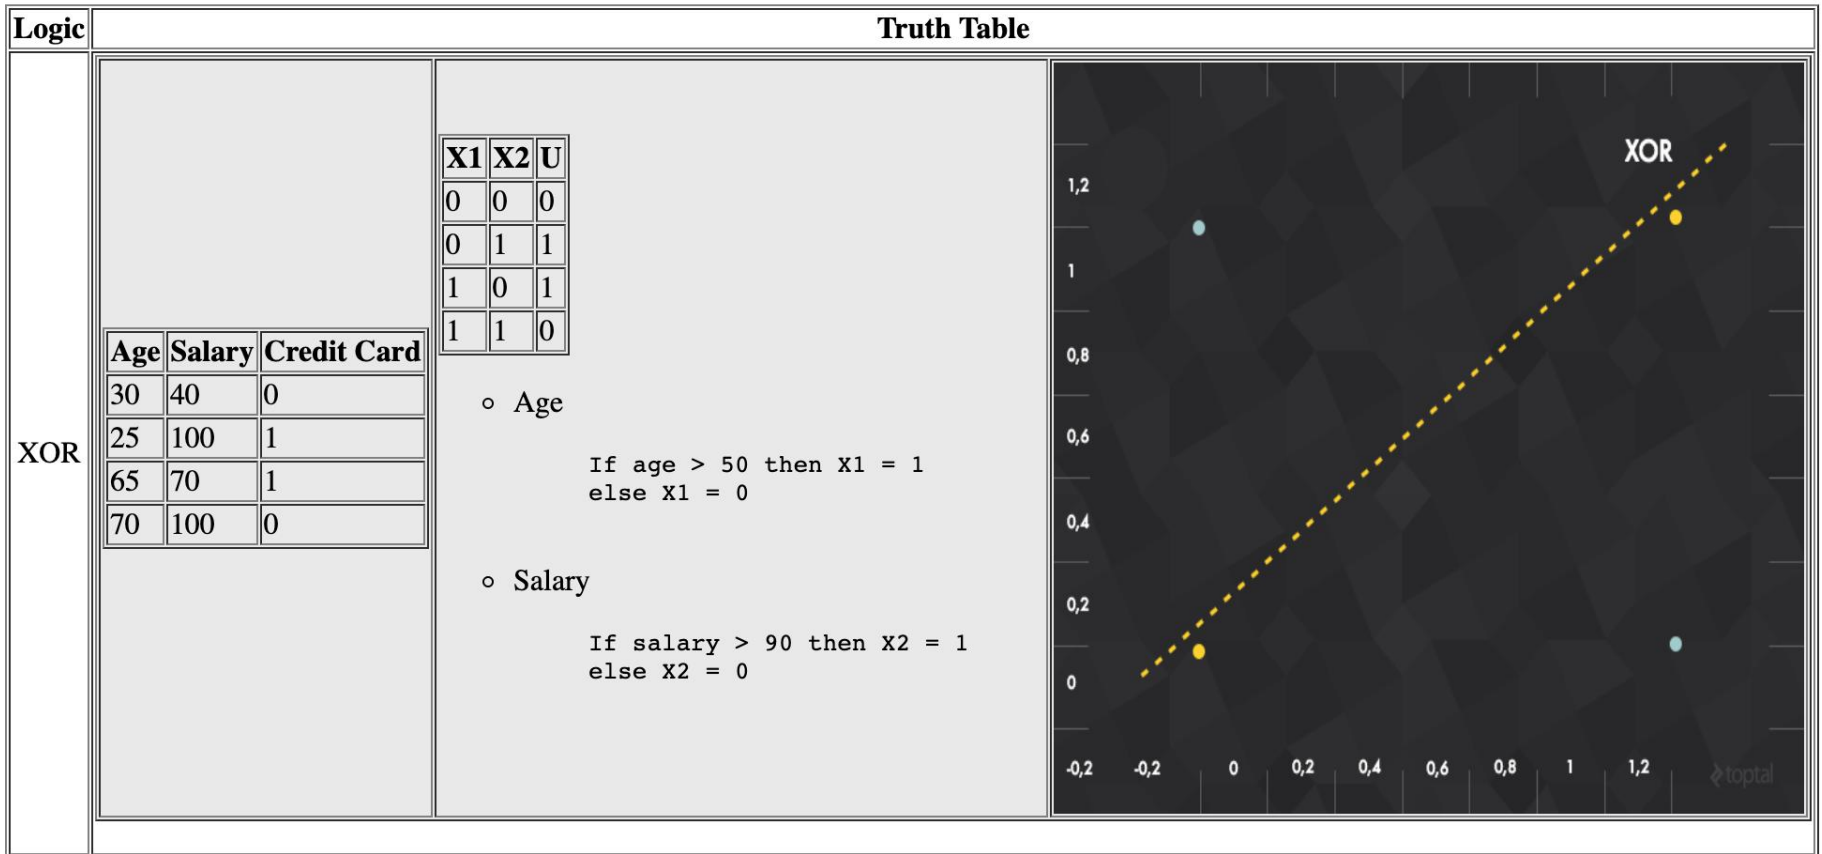 Logic Truth Table
XOR
Age Salary Credit Card
30 40 0
25 100 1
65 70 1
70 100 0
X1 X2 U
0 0 0
0 1 1
1 0 1
1 1 0
Age
If age > 50 then X1 = 1
else X1 = 0
Salary
If salary > 90 then X2 = 1
else X2 = 0
XOR
1,2
1
0,8
0,6
0,4
0,2
0
-0,2 -0,2 0 0,2 0,4 0,6 0,8 1 1,2
toptal